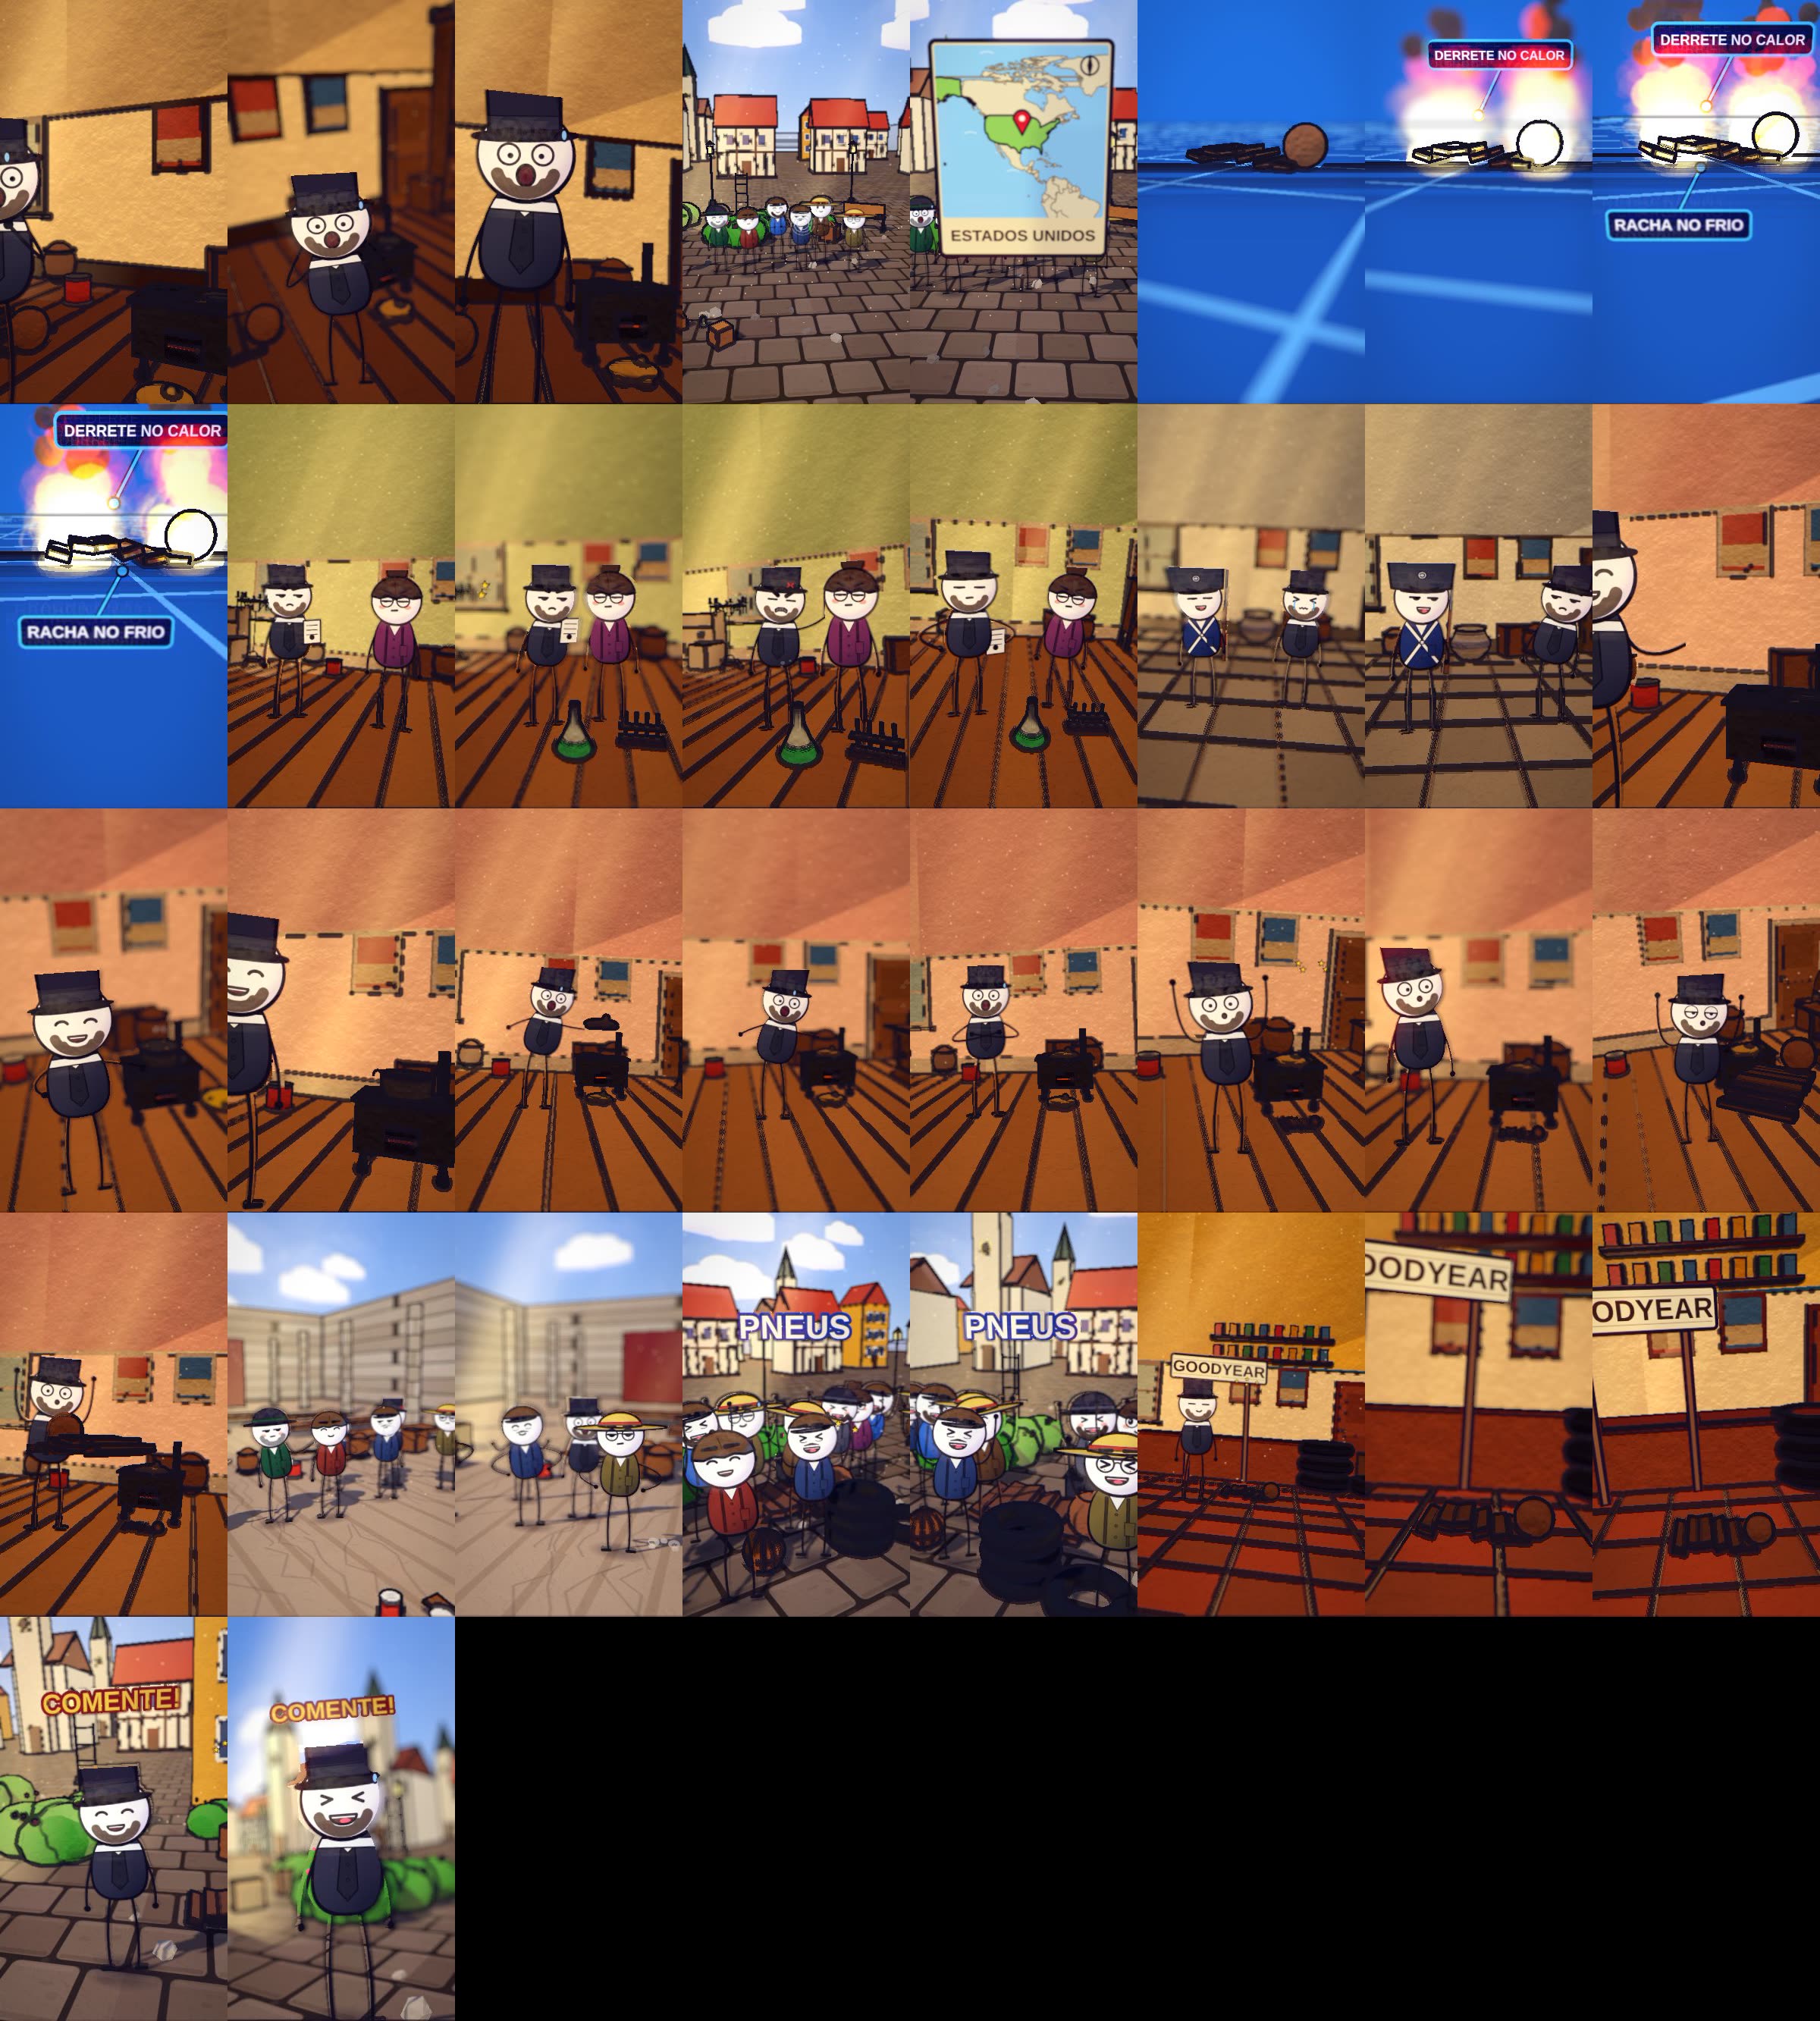 ESTADOS UNIDOS
DERRETE NO CALOR
DERRETE NO CALOR
RACHA NO FRIO
DERRETE NO CALOR
RACHA NO FRIO
PNEUS
PNEUS
GOODYEAR
OODYEAR
ODYEAR
COMENTE!
COMENTE!